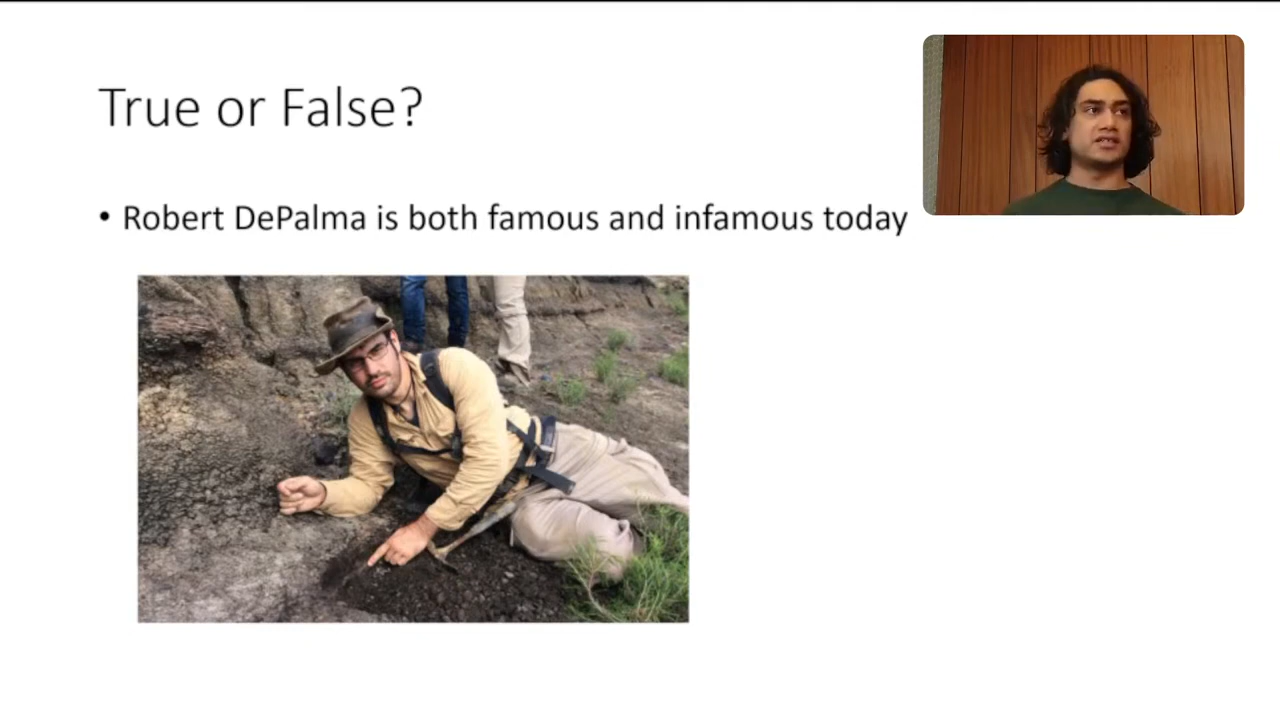 True or False?
• Robert DePalma is both famous and infamous today